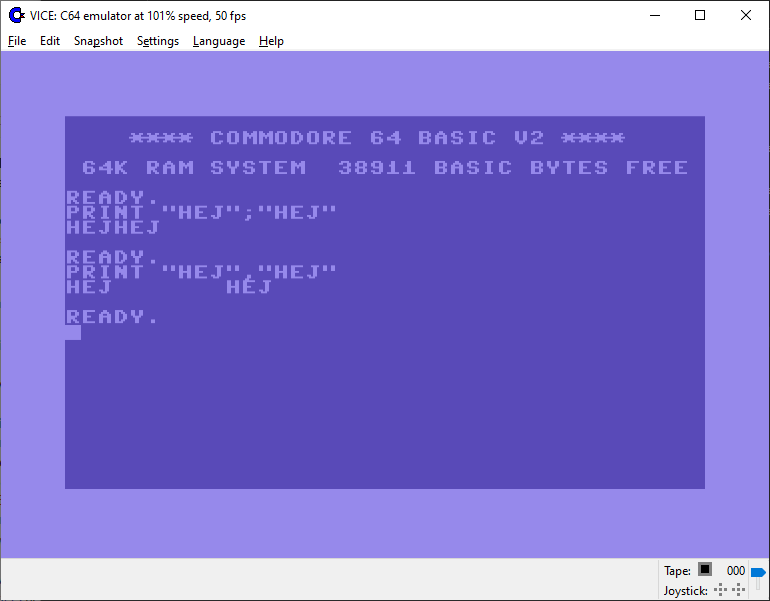 VICE: C64 emulator at 101% speed, 50 fps
File Edit Snapshot Settings Language Help
**** COMMODORE 64 BASIC V2 ****
64K RAM SYSTEM  38911 BASIC BYTES FREE
READY.
PRINT "HEJ";"HEJ"
HEJHEJ
READY.
PRINT "HEJ","HEJ"
HEJ       HEJ
READY.
Tape: 000
Joystick: